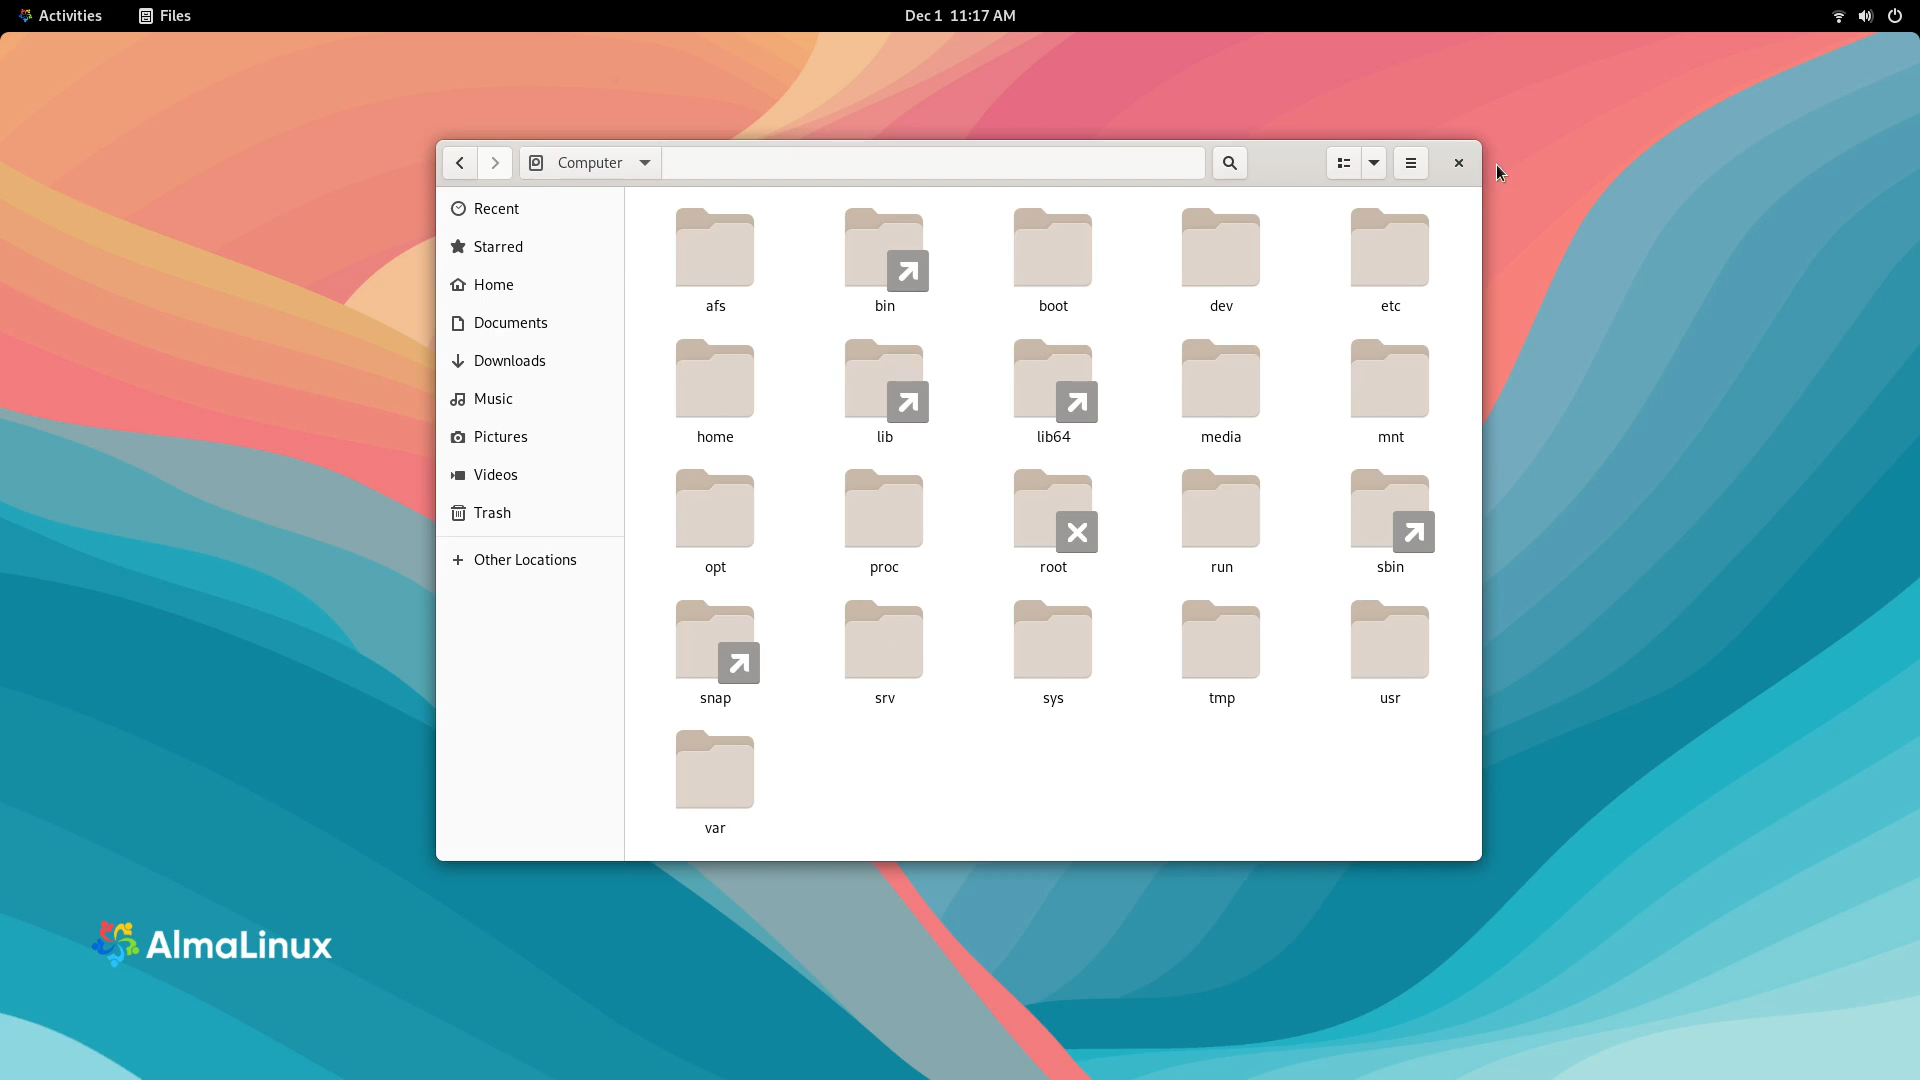 Activities Files Dec 1 11:17 AM
Computer
Recent
Starred
Home
Documents
Downloads
Music
Pictures
Videos
Trash
Other Locations
afs bin boot dev etc
home lib lib64 media mnt
opt proc root run sbin
snap srv sys tmp usr
var
AlmaLinux